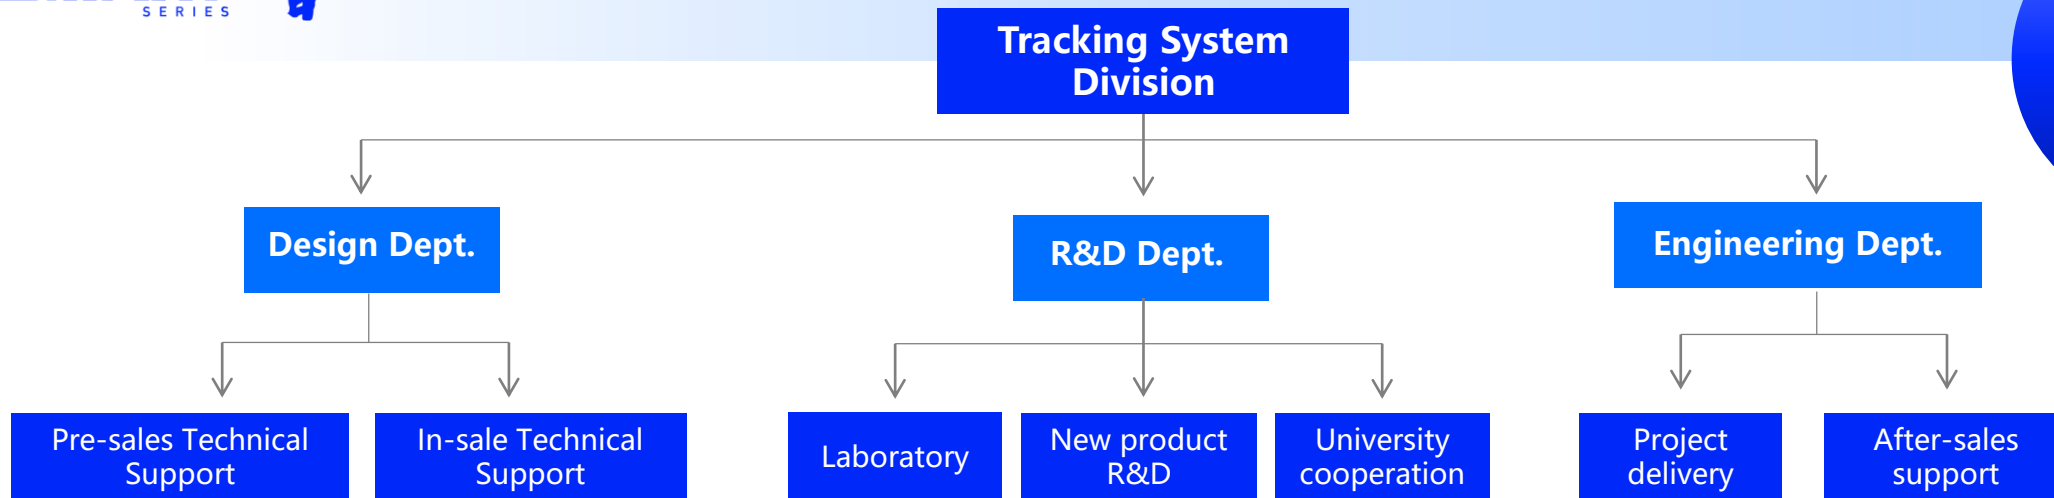 SERIES
Tracking System
Division
Design Dept.
R&D Dept.
Engineering Dept.
Pre-sales Technical
Support
In-sale Technical
Support
Laboratory
New product
R&D
University
cooperation
Project
delivery
After-sales
support